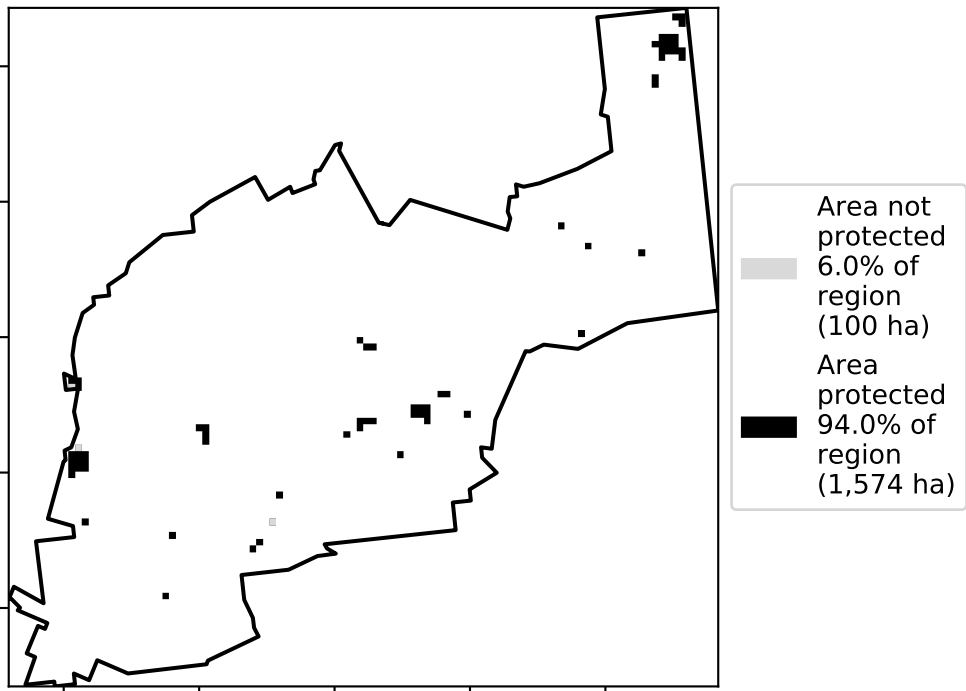 Area not
protected
6.0% of
region
(100 ha)
Area
protected
94.0% of
region
(1,574 ha)